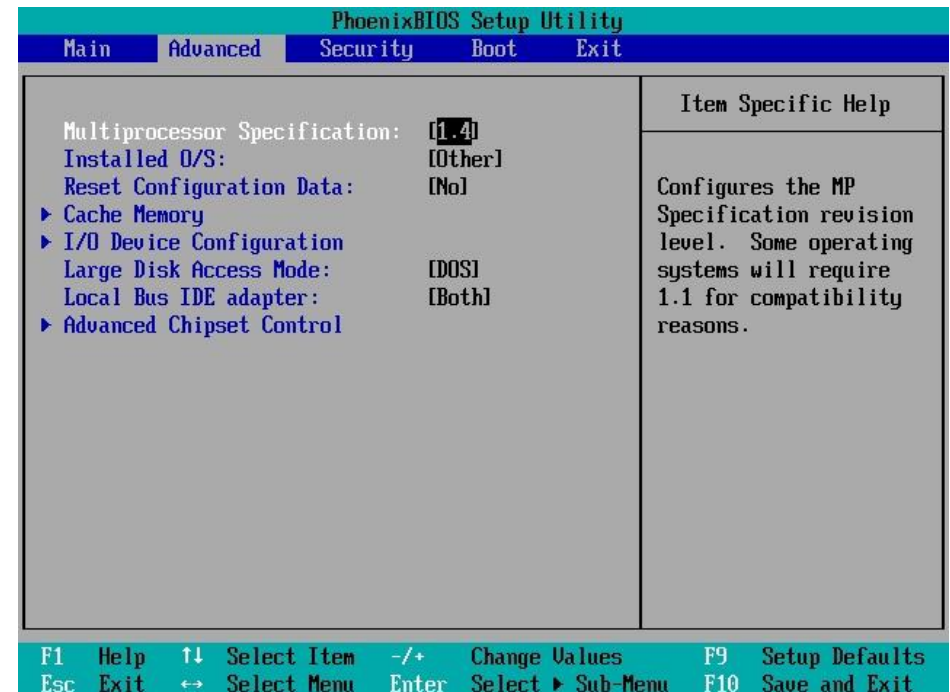 PhoenixBIOS Setup Utility
Main Advanced Security Boot Exit
Item Specific Help
Multiprocessor Specification: [1.4]
Installed O/S: [Other]
Reset Configuration Data: [No]
▶ Cache Memory
▶ I/O Device Configuration
Large Disk Access Mode: [DOS]
Local Bus IDE adapter: [Both]
▶ Advanced Chipset Control
Configures the MP
Specification revision
level. Some operating
systems will require
1.1 for compatibility
reasons.
F1 Help ↑↓ Select Item -/+ Change Values F9 Setup Defaults
Esc Exit ↔ Select Menu Enter Select ▶ Sub-Menu F10 Save and Exit